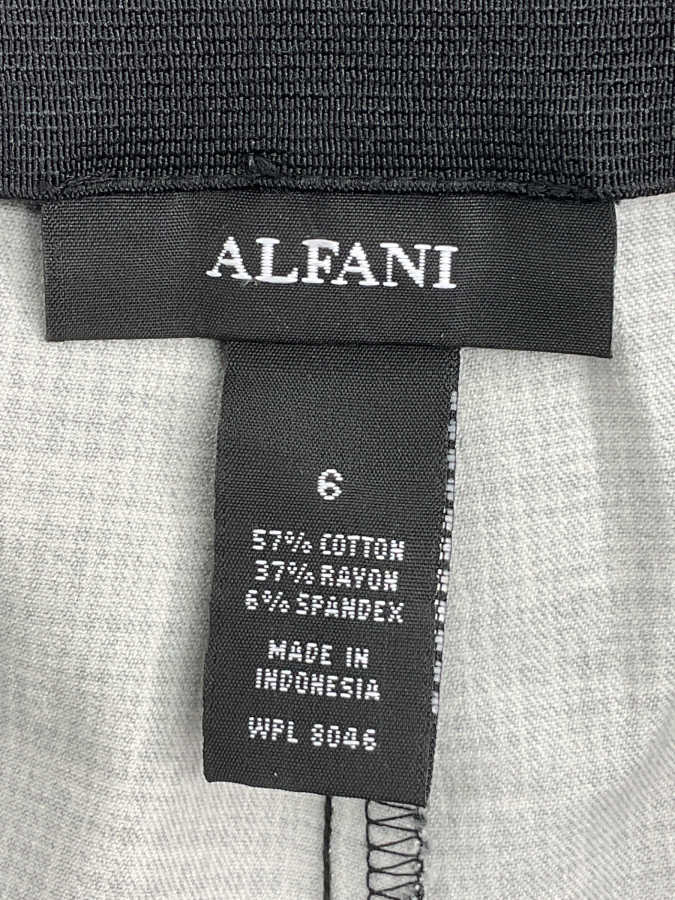 ALFANI
6
57% COTTON
37% RAYON
6% SPANDEX
MADE IN
INDONESIA
WPL 8046